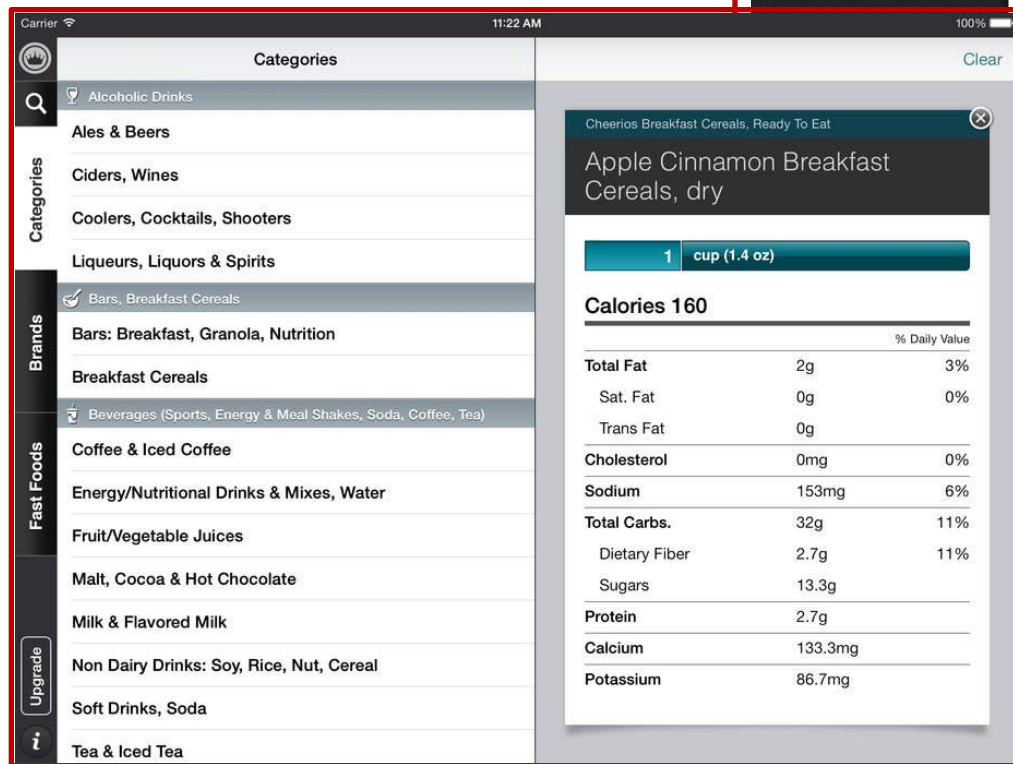 Carrier
11:22 AM
100%
Categories
Clear
Alcoholic Drinks
Ales & Beers
Ciders, Wines
Coolers, Cocktails, Shooters
Liqueurs, Liquors & Spirits
Bars, Breakfast Cereals
Bars: Breakfast, Granola, Nutrition
Breakfast Cereals
Beverages (Sports, Energy & Meal Shakes, Soda, Coffee, Tea)
Coffee & Iced Coffee
Energy/Nutritional Drinks & Mixes, Water
Fruit/Vegetable Juices
Malt, Cocoa & Hot Chocolate
Milk & Flavored Milk
Non Dairy Drinks: Soy, Rice, Nut, Cereal
Soft Drinks, Soda
Tea & Iced Tea
Categories
Brands
Fast Foods
Upgrade
i
Cheerios Breakfast Cereals, Ready To Eat
Apple Cinnamon Breakfast
Cereals, dry
1 cup (1.4 oz)
Calories 160
% Daily Value
Total Fat 2g 3%
Sat. Fat 0g 0%
Trans Fat 0g
Cholesterol 0mg 0%
Sodium 153mg 6%
Total Carbs. 32g 11%
Dietary Fiber 2.7g 11%
Sugars 13.3g
Protein 2.7g
Calcium 133.3mg
Potassium 86.7mg